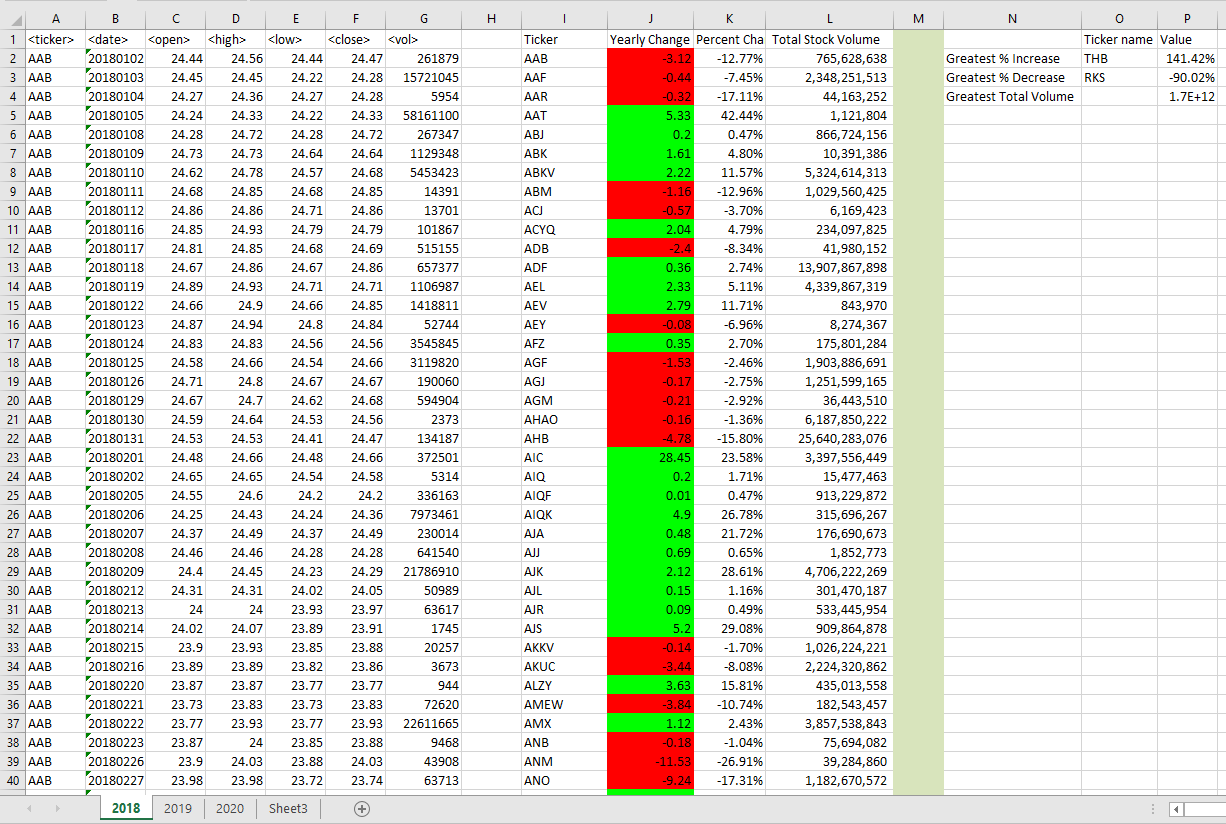 A B C D E F G H I J K L M N O P
1 <ticker> <date> <open> <high> <low> <close> <vol> Ticker Yearly Change Percent Cha Total Stock Volume Ticker name Value
2 AAB 20180102 24.44 24.56 24.44 24.47 261879 AAB -3.12 -12.77% 765,628,638 Greatest % Increase THB 141.42%
3 AAB 20180103 24.45 24.45 24.22 24.28 15721045 AAF -0.44 -7.45% 2,348,251,513 Greatest % Decrease RKS -90.02%
4 AAB 20180104 24.27 24.36 24.27 24.28 5954 AAR -0.32 -17.11% 44,163,252 Greatest Total Volume 1.7E+12
5 AAB 20180105 24.24 24.33 24.22 24.33 58161100 AAT 5.33 42.44% 1,121,804
6 AAB 20180108 24.28 24.72 24.28 24.72 267347 ABJ 0.2 0.47% 866,724,156
7 AAB 20180109 24.73 24.73 24.64 24.64 1129348 ABK 1.61 4.80% 10,391,386
8 AAB 20180110 24.62 24.78 24.57 24.68 5453423 ABKV 2.22 11.57% 5,324,614,313
9 AAB 20180111 24.68 24.85 24.68 24.85 14391 ABM -1.16 -12.96% 1,029,560,425
10 AAB 20180112 24.86 24.86 24.71 24.86 13701 ACJ -0.57 -3.70% 6,169,423
11 AAB 20180116 24.85 24.93 24.79 24.79 101867 ACYQ 2.04 4.79% 234,097,825
12 AAB 20180117 24.81 24.85 24.68 24.69 515155 ADB -2.4 -8.34% 41,980,152
13 AAB 20180118 24.67 24.86 24.67 24.86 657377 ADF 0.36 2.74% 13,907,867,898
14 AAB 20180119 24.89 24.93 24.71 24.71 1106987 AEL 2.33 5.11% 4,339,867,319
15 AAB 20180122 24.66 24.9 24.66 24.85 1418811 AEV 2.79 11.71% 843,970
16 AAB 20180123 24.87 24.94 24.8 24.84 52744 AEY -0.08 -6.96% 8,274,367
17 AAB 20180124 24.83 24.83 24.56 24.56 3545845 AFZ 0.35 2.70% 175,801,284
18 AAB 20180125 24.58 24.66 24.54 24.66 3119820 AGF -1.53 -2.46% 1,903,886,691
19 AAB 20180126 24.71 24.8 24.67 24.67 190060 AGJ -0.17 -2.75% 1,251,599,165
20 AAB 20180129 24.67 24.7 24.62 24.68 594904 AGM -0.21 -2.92% 36,443,510
21 AAB 20180130 24.59 24.64 24.53 24.56 2373 AHAO -0.16 -1.36% 6,187,850,222
22 AAB 20180131 24.53 24.53 24.41 24.47 134187 AHB -4.78 -15.80% 25,640,283,076
23 AAB 20180201 24.48 24.66 24.48 24.66 372501 AIC 28.45 23.58% 3,397,556,449
24 AAB 20180202 24.65 24.65 24.54 24.58 5314 AIQ 0.2 1.71% 15,477,463
25 AAB 20180205 24.55 24.6 24.2 24.2 336163 AIQF 0.01 0.47% 913,229,872
26 AAB 20180206 24.25 24.43 24.24 24.36 7973461 AIQK 4.9 26.78% 315,696,267
27 AAB 20180207 24.37 24.49 24.37 24.49 230014 AJA 0.48 21.72% 176,690,673
28 AAB 20180208 24.46 24.46 24.28 24.28 641540 AJJ 0.69 0.65% 1,852,773
29 AAB 20180209 24.4 24.45 24.23 24.29 21786910 AJK 2.12 28.61% 4,706,222,269
30 AAB 20180212 24.31 24.31 24.02 24.05 50989 AJL 0.15 1.16% 301,470,187
31 AAB 20180213 24 24 23.93 23.97 63617 AJR 0.09 0.49% 533,445,954
32 AAB 20180214 24.02 24.07 23.89 23.91 1745 AJS 5.2 29.08% 909,864,878
33 AAB 20180215 23.9 23.93 23.85 23.88 20257 AKKV -0.14 -1.70% 1,026,224,221
34 AAB 20180216 23.89 23.89 23.82 23.86 3673 AKUC -3.44 -8.08% 2,224,320,862
35 AAB 20180220 23.87 23.87 23.77 23.77 944 ALZY 3.63 15.81% 435,013,558
36 AAB 20180221 23.73 23.83 23.73 23.83 72620 AMEW -3.84 -10.74% 182,543,457
37 AAB 20180222 23.77 23.93 23.77 23.93 22611665 AMX 1.12 2.43% 3,857,538,843
38 AAB 20180223 23.87 24 23.85 23.88 9468 ANB -0.18 -1.04% 75,694,082
39 AAB 20180226 23.9 24.03 23.88 24.03 43908 ANM -11.53 -26.91% 39,284,860
40 AAB 20180227 23.98 23.98 23.72 23.74 63713 ANO -9.24 -17.31% 1,182,670,572
2018 2019 2020 Sheet3